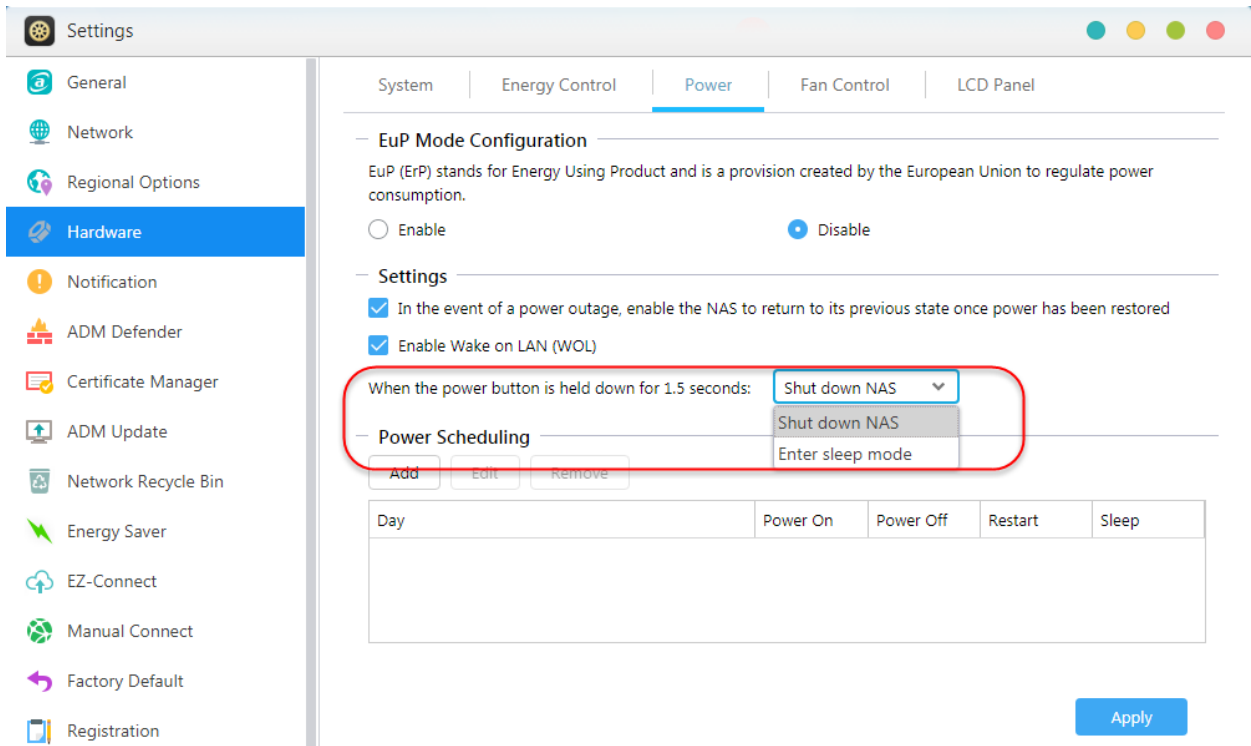 Settings
General
Network
Regional Options
Hardware
Notification
ADM Defender
Certificate Manager
ADM Update
Network Recycle Bin
Energy Saver
EZ-Connect
Manual Connect
Factory Default
Registration
System Energy Control Power Fan Control LCD Panel
EuP Mode Configuration
EuP (ErP) stands for Energy Using Product and is a provision created by the European Union to regulate power
consumption.
Enable Disable
Settings
In the event of a power outage, enable the NAS to return to its previous state once power has been restored
Enable Wake on LAN (WOL)
When the power button is held down for 1.5 seconds: Shut down NAS
Shut down NAS
Enter sleep mode
Power Scheduling
Add Edit Remove
Day Power On Power Off Restart Sleep
Apply